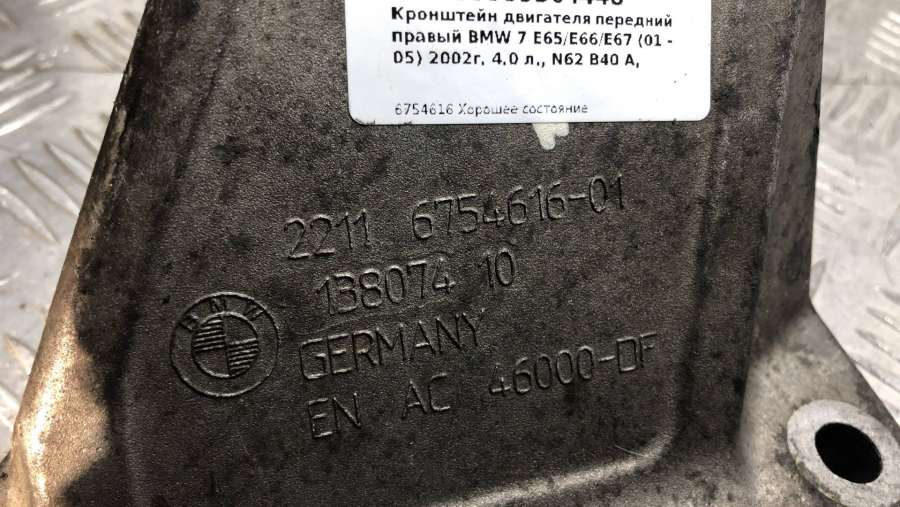 Кронштейн двигателя передний
правый BMW 7 E65/E66/E67 (01 -
05) 2002г. 4,0 л., N62 B40 A,
6754616 Хорошее состояние
2211 6754616-01
138074 10
BMW
GERMANY
EN AC 46000-DF